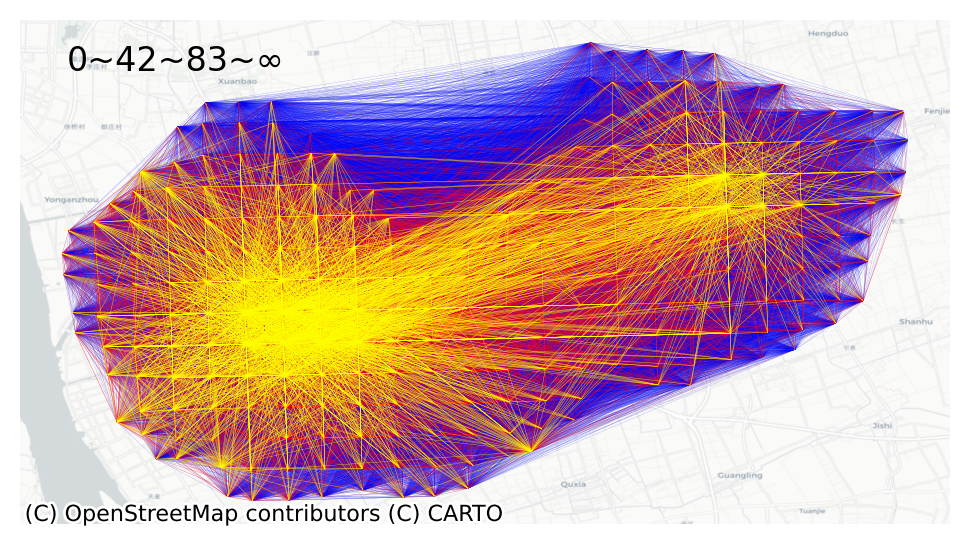 Hengduo
0~42~83~∞
Xuanbao
Fenjie
Yonganzhou
Shanhu
Jishi
Guangling
Quxia
Tuanjie
(C) OpenStreetMap contributors (C) CARTO